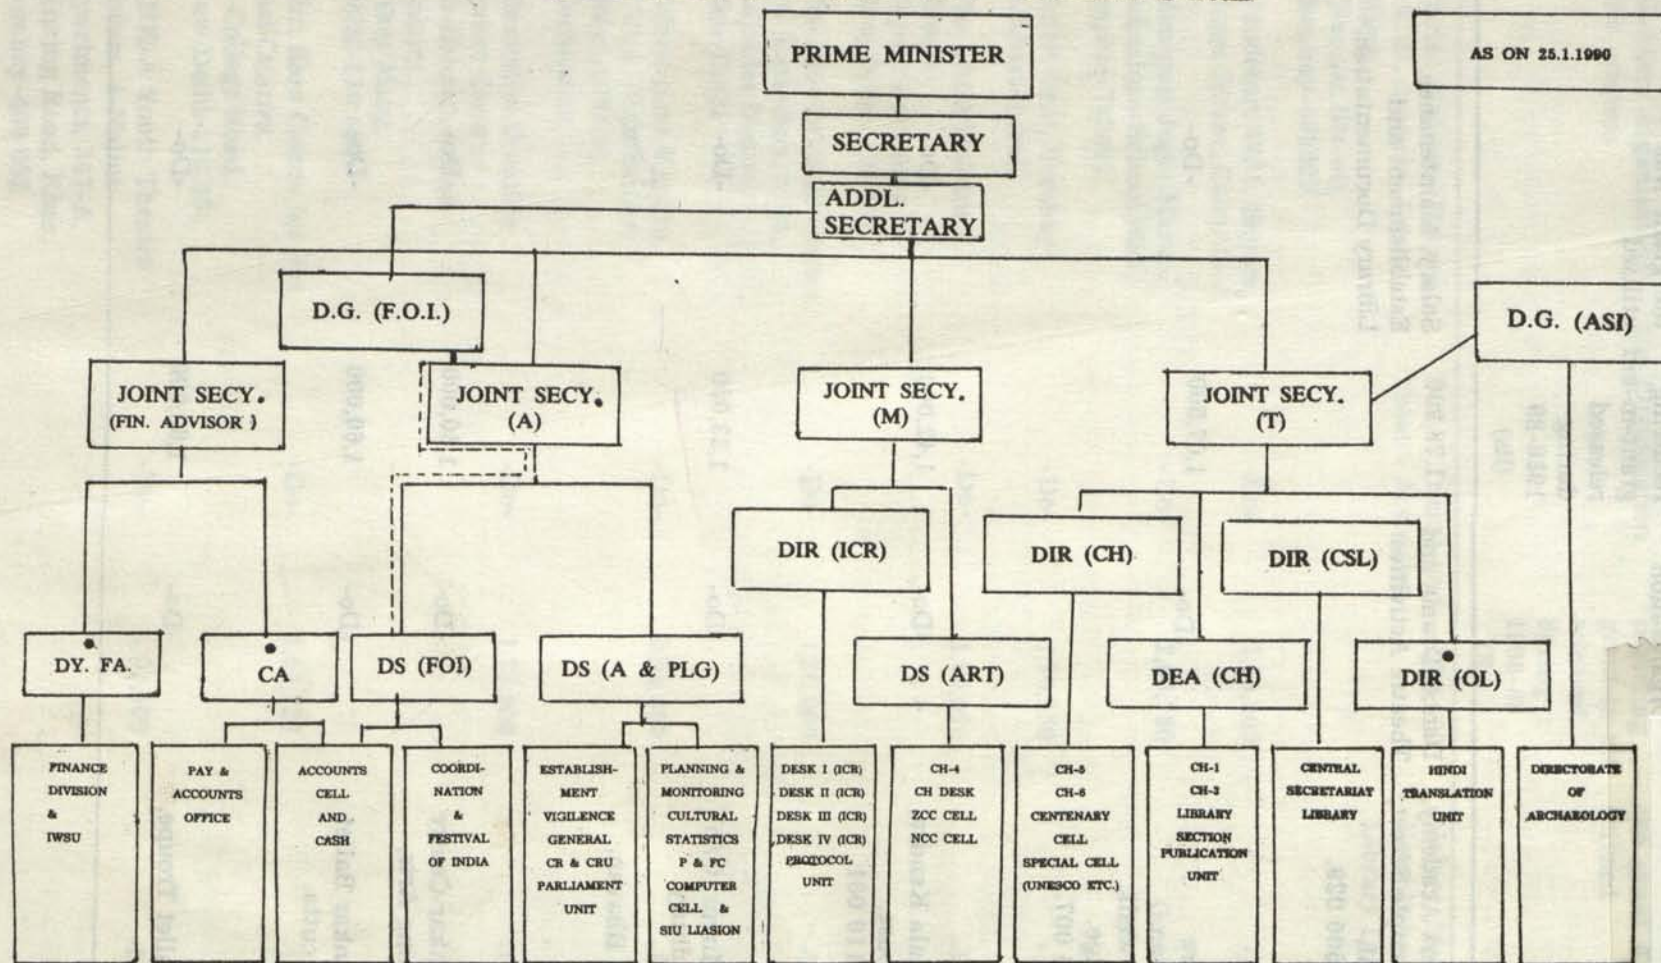 PRIME MINISTER
AS ON 25.1.1990
SECRETARY
ADDL.
SECRETARY
D.G. (F.O.I.)
D.G. (ASI)
JOINT SECY.
(FIN. ADVISOR)
JOINT SECY.
(A)
JOINT SECY.
(M)
JOINT SECY.
(T)
DIR (ICR)
DIR (CH)
DIR (CSL)
DY. FA.
CA
DS (FOI)
DS (A & PLG)
DS (ART)
DEA (CH)
DIR (OL)
FINANCE
DIVISION
&
IWSU
PAY &
ACCOUNTS
OFFICE
ACCOUNTS
CELL
AND
CASH
COORDI-
NATION
&
FESTIVAL
OF INDIA
ESTABLISH-
MENT
VIGILENCE
GENERAL
CR & CRU
PARLIAMENT
UNIT
PLANNING &
MONITORING
CULTURAL
STATISTICS
P & FC
COMPUTER
CELL &
SIU LIASION
DESK I (ICR)
DESK II (ICR)
DESK III (ICR)
DESK IV (ICR)
PROTOCOL
UNIT
CH-4
CH DESK
ZCC CELL
NCC CELL
CH-5
CH-6
CENTENARY
CELL
SPECIAL CELL
(UNESCO ETC.)
CH-1
CH-3
LIBRARY
SECTION
PUBLICATION
UNIT
CENTRAL
SECRETARIAT
LIBRARY
HINDI
TRANSLATION
UNIT
DIRECTORATE
OF
ARCHAEOLOGY